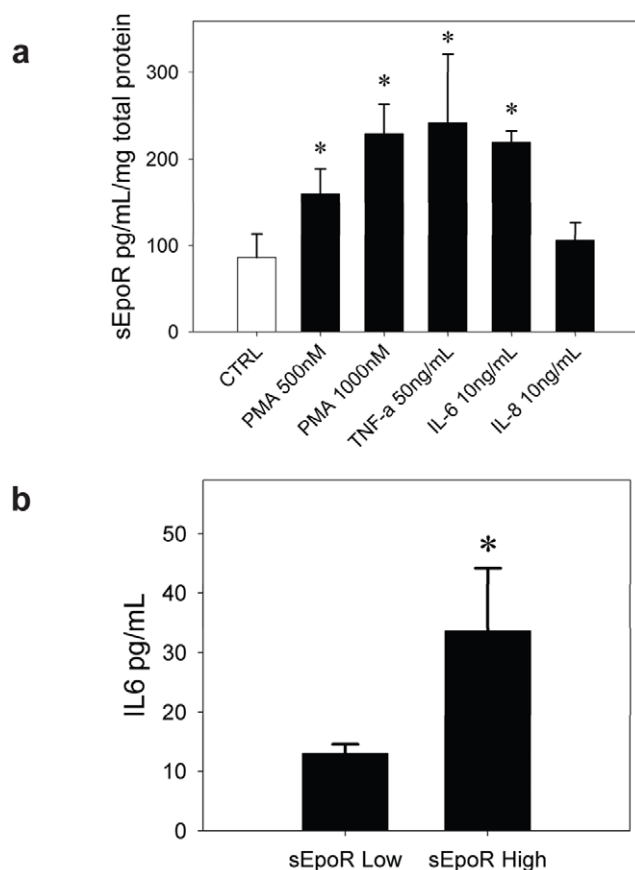 a
sEpoR pg/mL/mg total protein
300
200
100
0
*
*
*
*
CTRL
PMA 500nM
PMA 1000nM
TNF-a 50ng/mL
IL-6 10ng/mL
IL-8 10ng/mL
b
IL6 pg/mL
50
40
30
20
10
0
*
sEpoR Low
sEpoR High